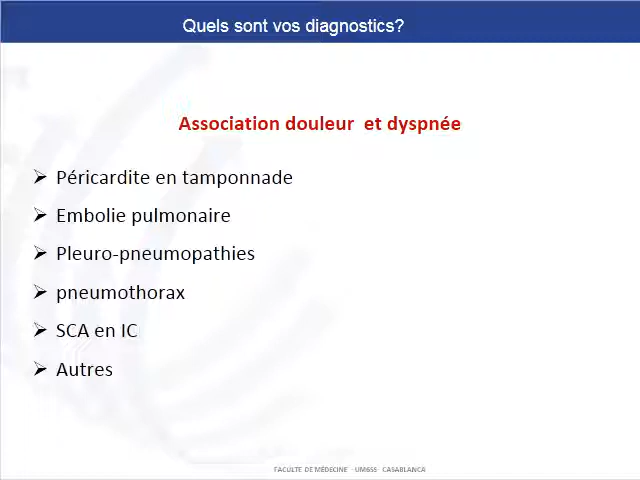 Quels sont vos diagnostics?
Association douleur et dyspnée
Péricardite en tamponnade
Embolie pulmonaire
Pleuro-pneumopathies
pneumothorax
SCA en IC
Autres
FACULTE DE MÉDECINE - UM6SS- CASABLANCA